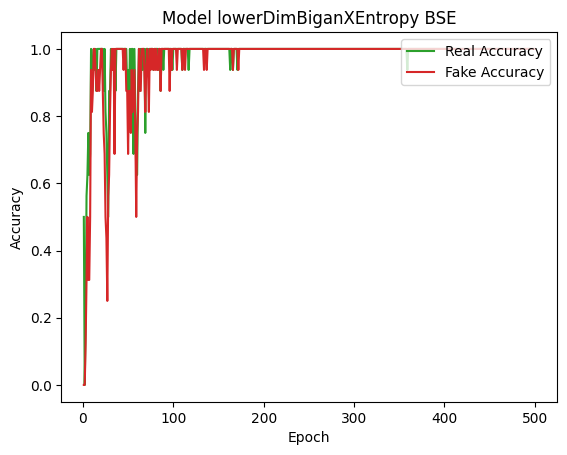 Model lowerDimBiganXEntropy BSE
Real Accuracy
Fake Accuracy
Accuracy
1.0
0.8
0.6
0.4
0.2
0.0
0
100
200
300
400
500
Epoch